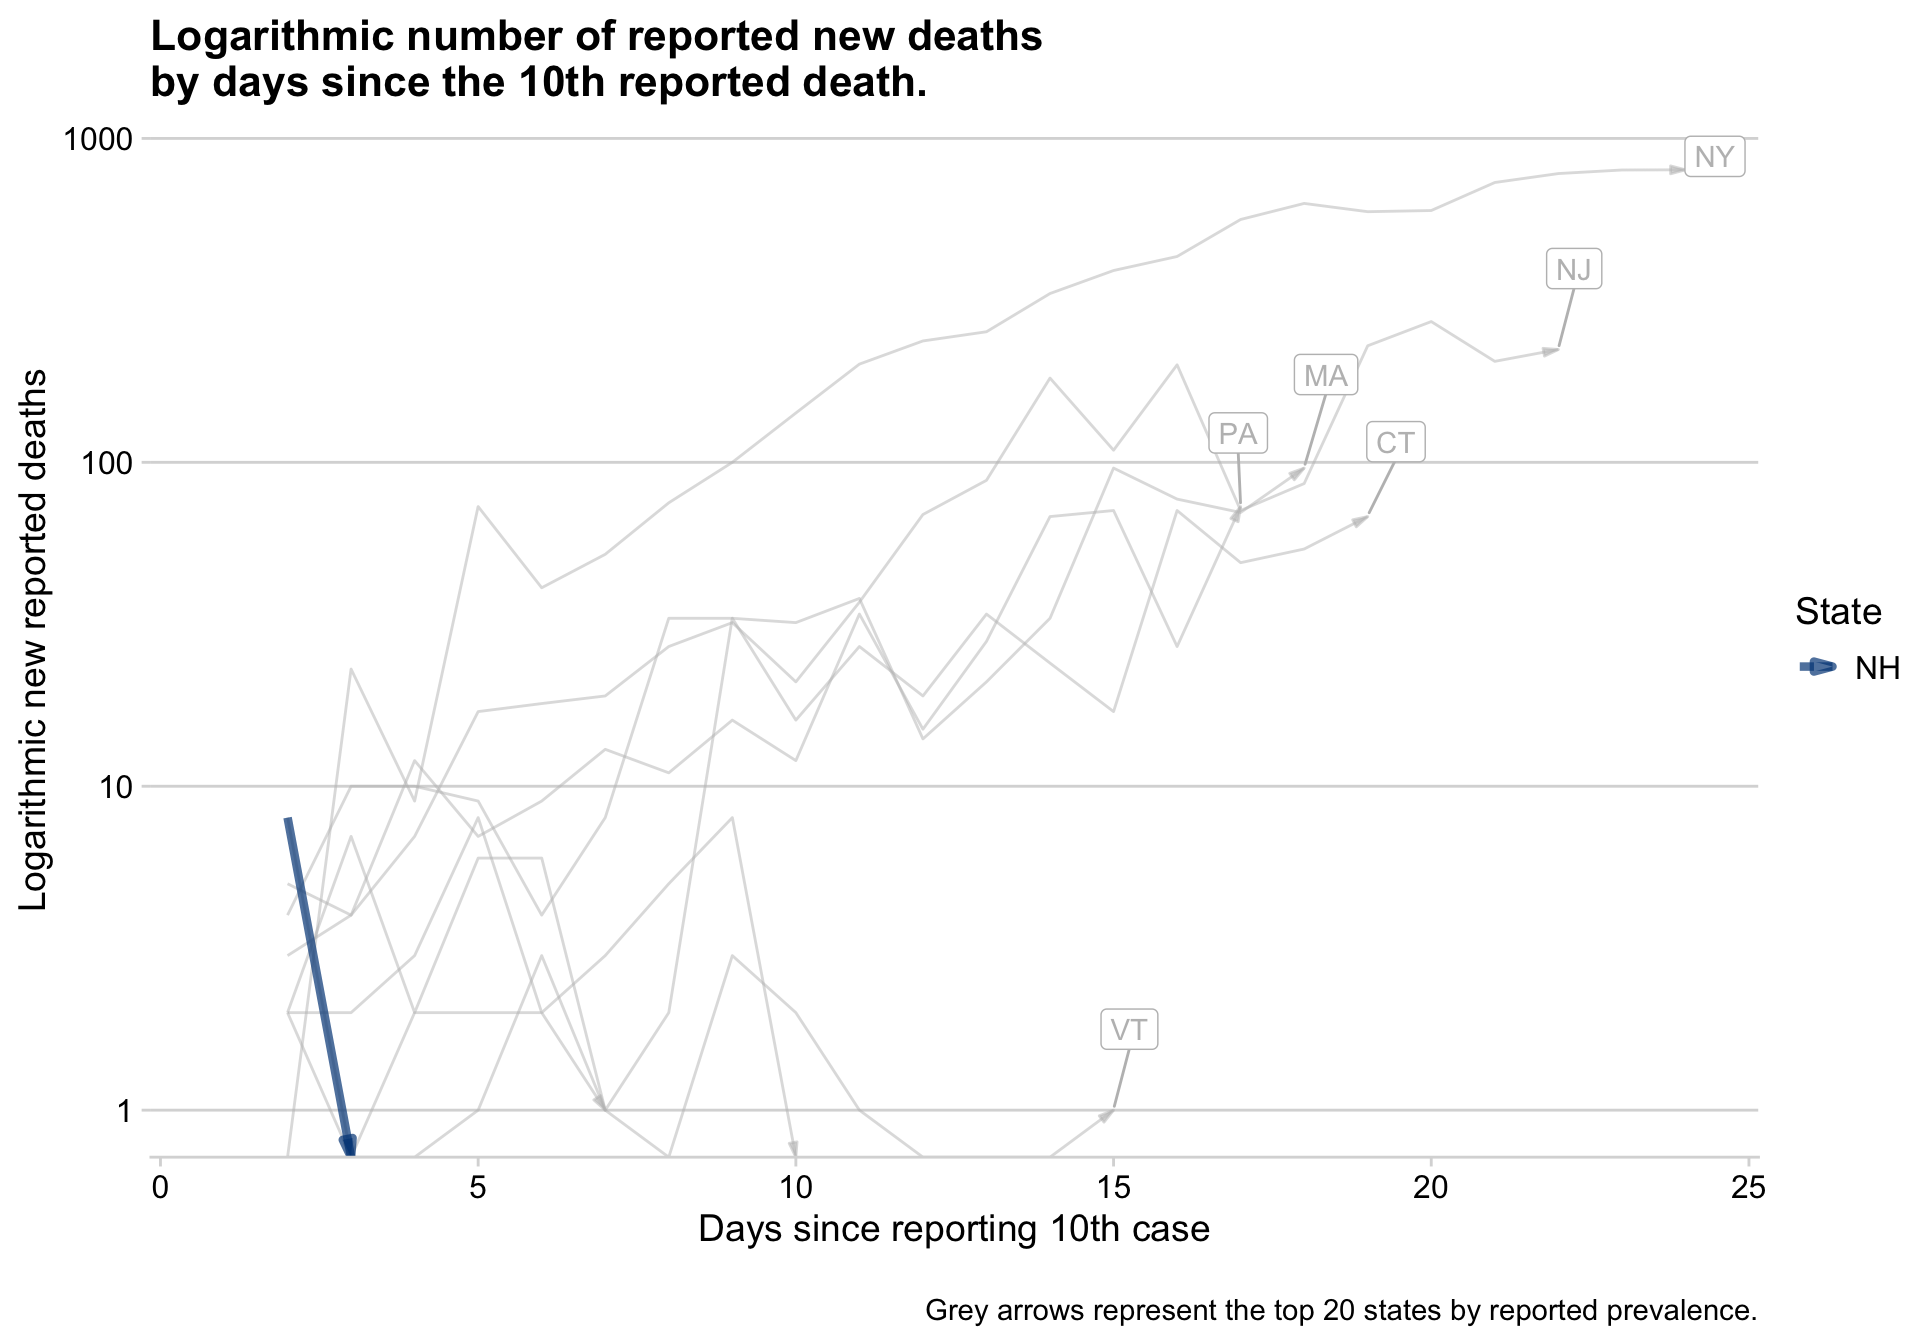 Logarithmic number of reported new deaths
by days since the 10th reported death.
Logarithmic new reported deaths
1000
100
10
1
NY
NJ
MA
PA
CT
VT
State
NH
0 5 10 15 20 25
Days since reporting 10th case
Grey arrows represent the top 20 states by reported prevalence.